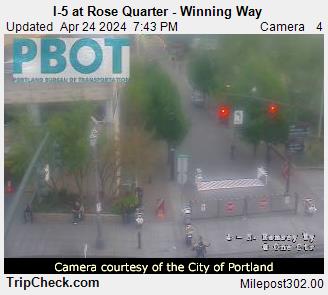 I-5 at Rose Quarter - Winning Way
Updated Apr 24 2024 7:43 PM Camera 4
PBOT
PORTLAND BUREAU OF TRANSPORTATION
Camera courtesy of the City of Portland
TripCheck.com Milepost302.00